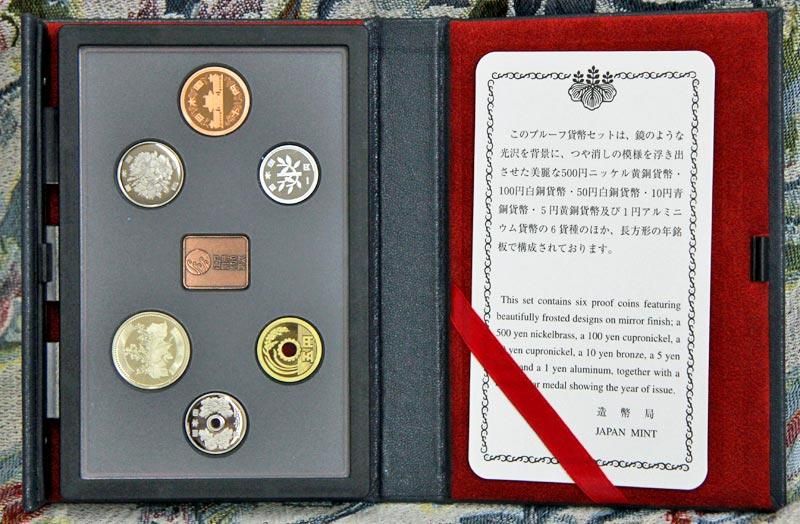 このプルーフ貨幣セットは、鏡のような
光沢を背景に、つや消しの模様を浮き出
させた美麗な500円ニッケル黄銅貨幣・
100円白銅貨幣・50円白銅貨幣・10円青
銅貨幣・5円黄銅貨幣及び1円アルミニ
ウム貨幣の6貨種のほか、長方形の年銘
板で構成されております。
This set contains six proof coins featuring
beautifully frosted designs on mirror finish; a
500 yen nickelbrass, a 100 yen cupronickel, a
yen cupronickel, a 10 yen bronze, a 5 yen
and a 1 yen aluminum, together with a
medal showing the year of issue.
造幣局
JAPAN MINT
五円